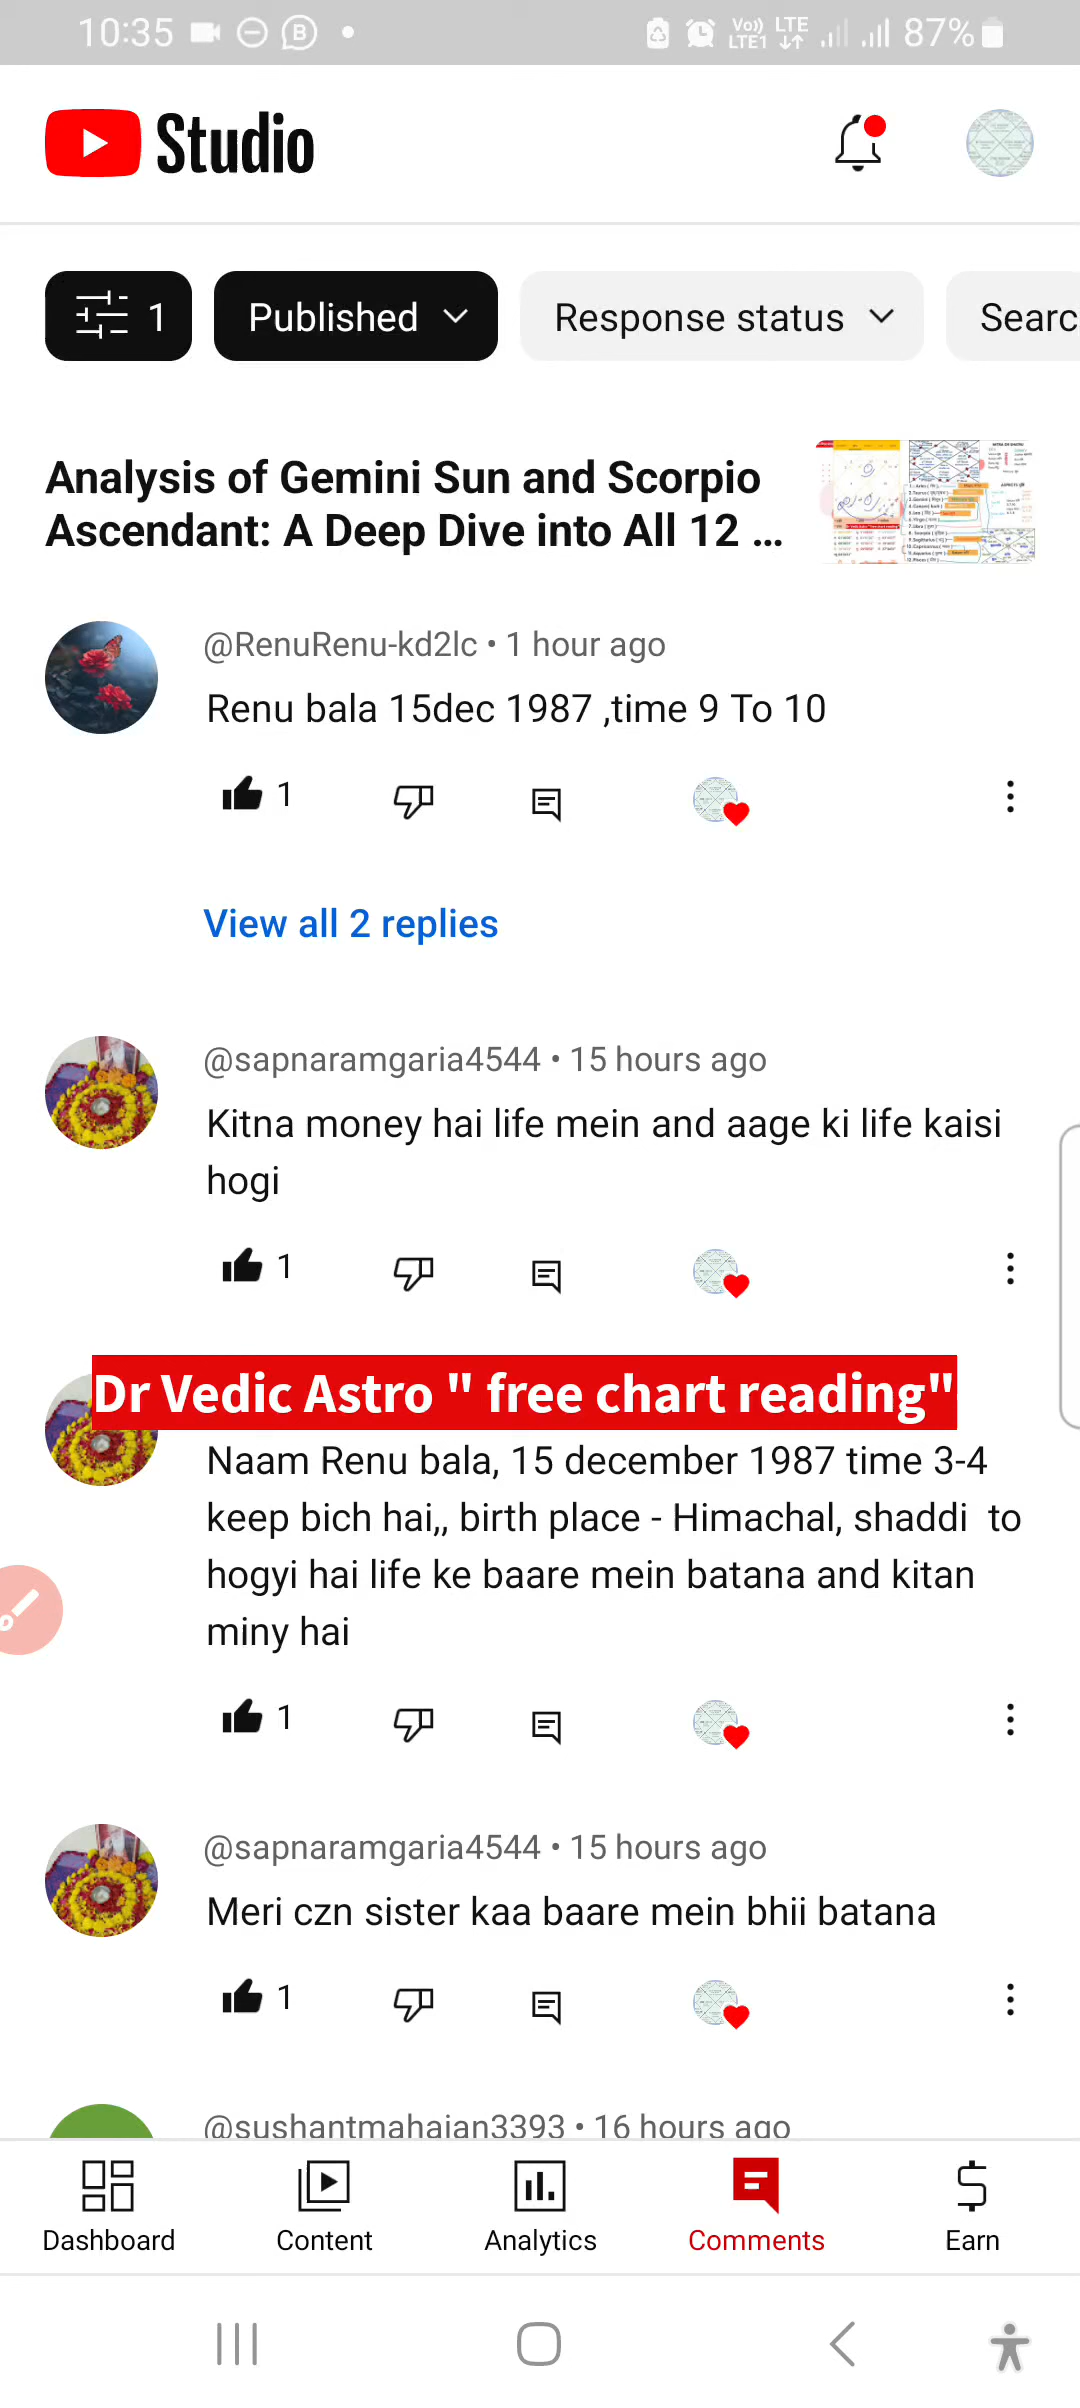 10:35
Vo)) LTE
LTE1
87%
Studio
1
Published
Response status
Searc
Analysis of Gemini Sun and Scorpio
Ascendant: A Deep Dive into All 12 ...
@RenuRenu-kd2lc • 1 hour ago
Renu bala 15dec 1987 ,time 9 To 10
1
View all 2 replies
@sapnaramgaria4544 • 15 hours ago
Kitna money hai life mein and aage ki life kaisi
hogi
1
Dr Vedic Astro " free chart reading"
Naam Renu bala, 15 december 1987 time 3-4
keep bich hai,, birth place - Himachal, shaddi to
hogyi hai life ke baare mein batana and kitan
miny hai
1
@sapnaramgaria4544 • 15 hours ago
Meri czn sister kaa baare mein bhii batana
1
@sushantmahajan3393 • 16 hours ago
Dashboard
Content
Analytics
Comments
Earn